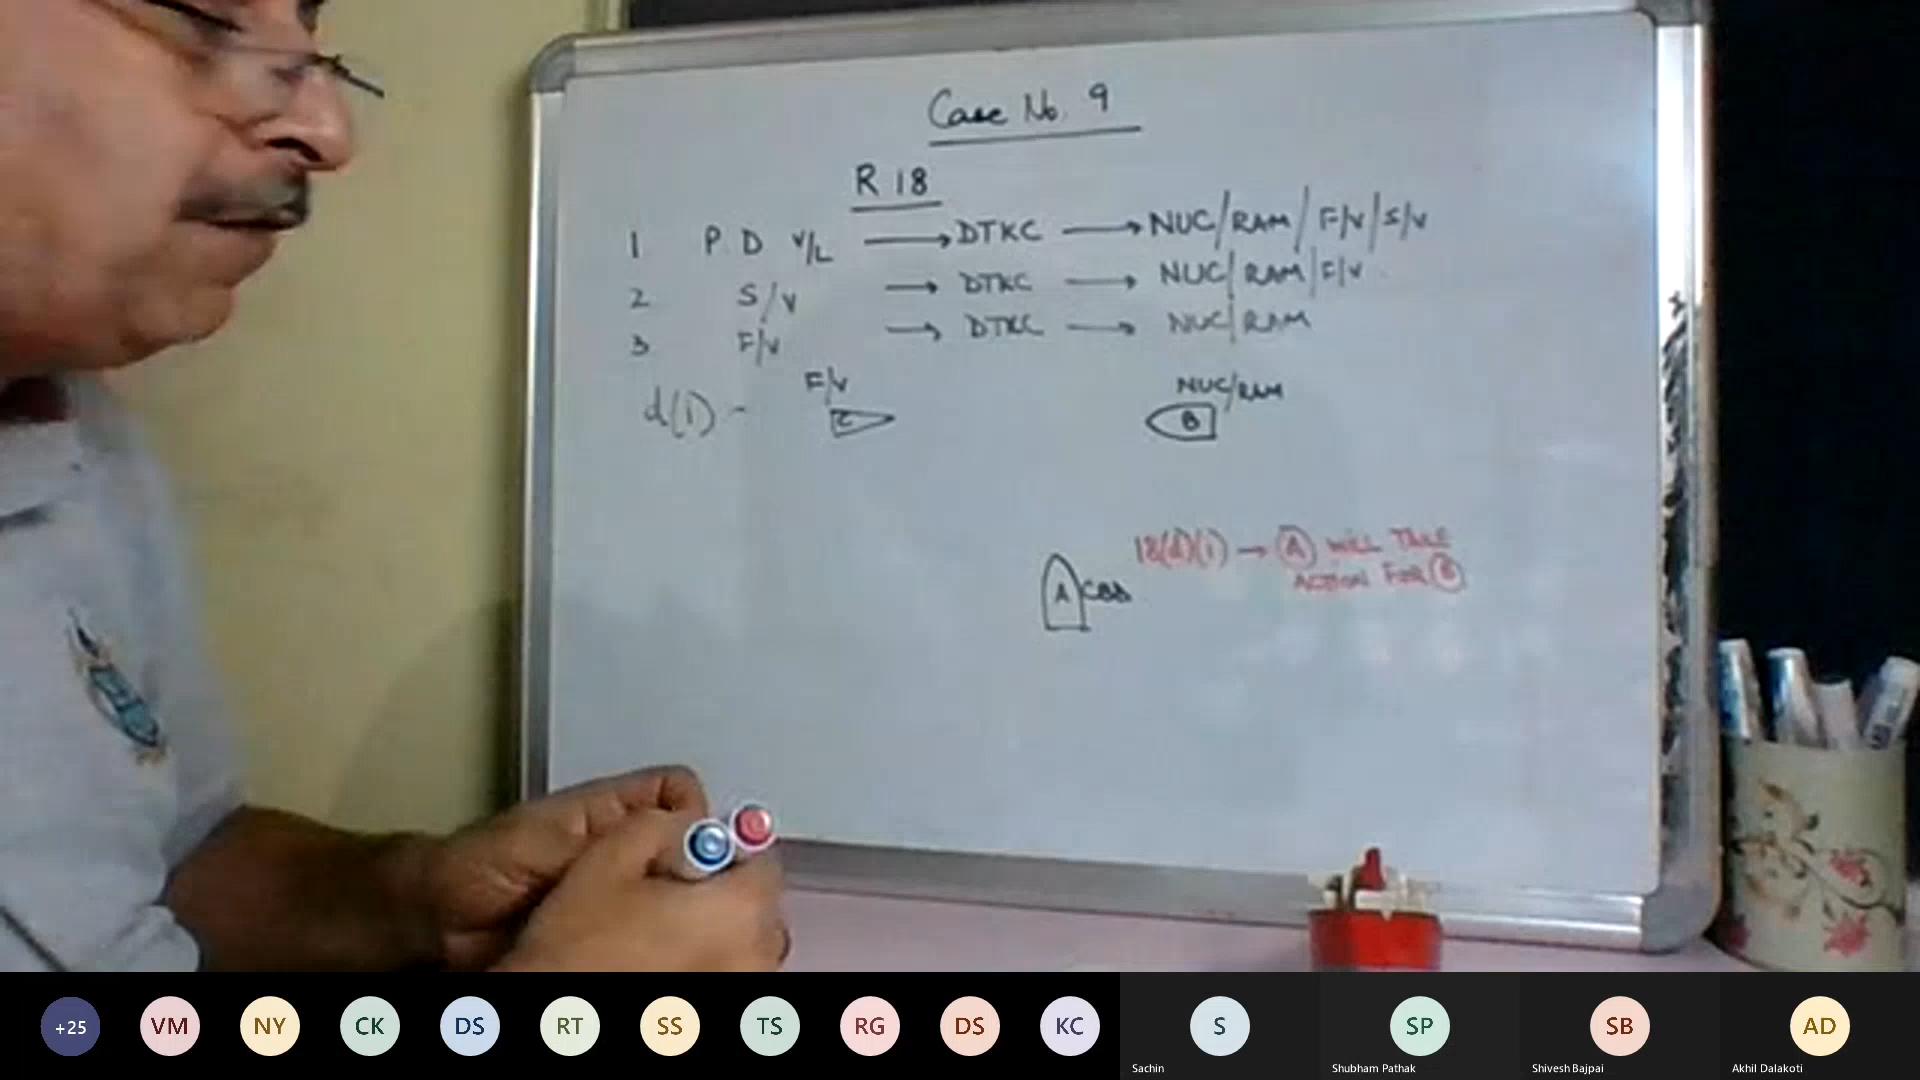 Case No. 9
R 18
1 P. D V/L → DTKC → NUC/RAM/F/V/S/V
2 S/V → DTKC → NUC/RAM/F/V
3 F/V → DTKC → NUC/RAM
d(i) -
F/V
C
NUC/RAM
B
18(d)(i) → A WILL TAKE
ACTION FOR B
A CBD
+25
VM
NY
CK
DS
RT
SS
TS
RG
DS
KC
S
SP
SB
AD
Sachin
Shubham Pathak
Shivesh Bajpai
Akhil Dalakoti